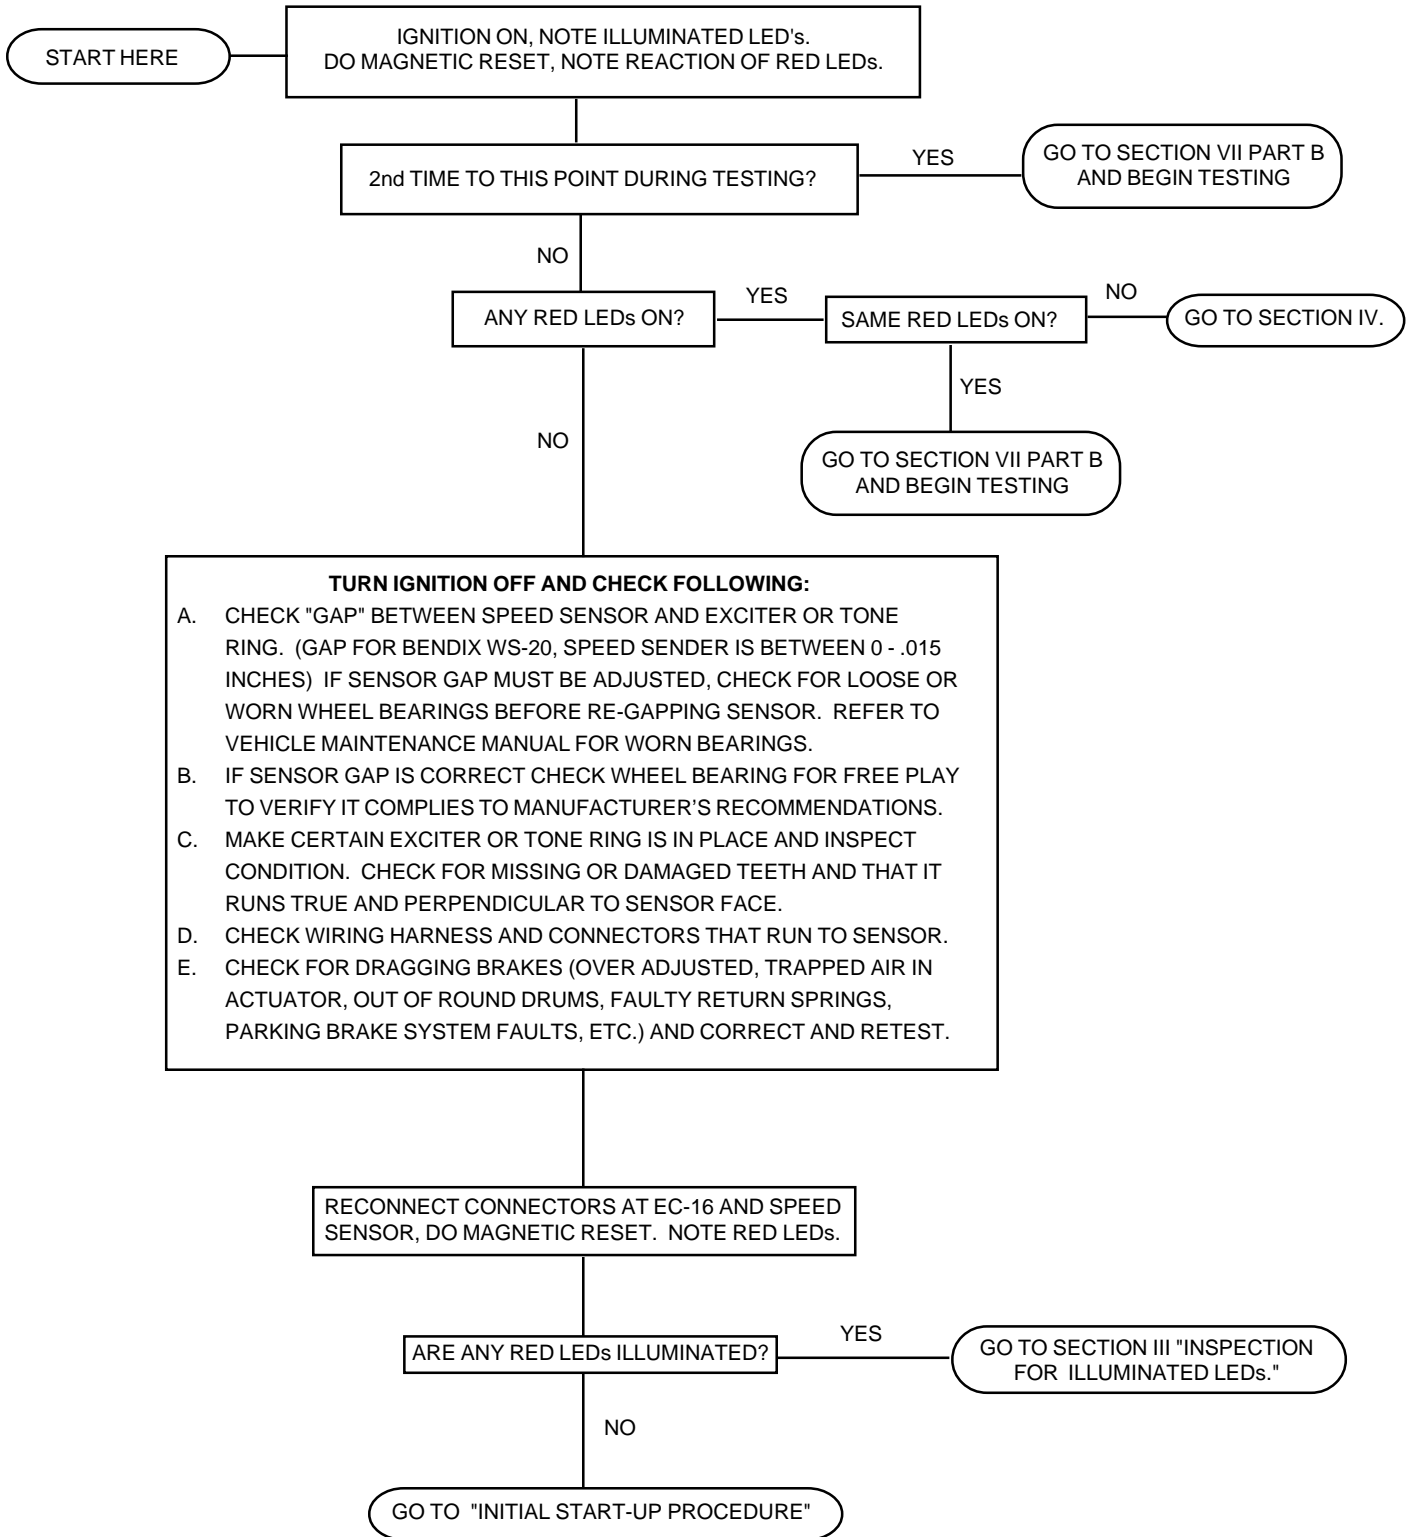 START HERE
IGNITION ON, NOTE ILLUMINATED LED's.
DO MAGNETIC RESET, NOTE REACTION OF RED LEDs.
2nd TIME TO THIS POINT DURING TESTING?
YES
GO TO SECTION VII PART B
AND BEGIN TESTING
NO
ANY RED LEDs ON?
YES
SAME RED LEDs ON?
NO
GO TO SECTION IV.
YES
GO TO SECTION VII PART B
AND BEGIN TESTING
NO
TURN IGNITION OFF AND CHECK FOLLOWING:
A. CHECK "GAP" BETWEEN SPEED SENSOR AND EXCITER OR TONE
RING. (GAP FOR BENDIX WS-20, SPEED SENDER IS BETWEEN 0 - .015
INCHES) IF SENSOR GAP MUST BE ADJUSTED, CHECK FOR LOOSE OR
WORN WHEEL BEARINGS BEFORE RE-GAPPING SENSOR. REFER TO
VEHICLE MAINTENANCE MANUAL FOR WORN BEARINGS.
B. IF SENSOR GAP IS CORRECT CHECK WHEEL BEARING FOR FREE PLAY
TO VERIFY IT COMPLIES TO MANUFACTURER'S RECOMMENDATIONS.
C. MAKE CERTAIN EXCITER OR TONE RING IS IN PLACE AND INSPECT
CONDITION. CHECK FOR MISSING OR DAMAGED TEETH AND THAT IT
RUNS TRUE AND PERPENDICULAR TO SENSOR FACE.
D. CHECK WIRING HARNESS AND CONNECTORS THAT RUN TO SENSOR.
E. CHECK FOR DRAGGING BRAKES (OVER ADJUSTED, TRAPPED AIR IN
ACTUATOR, OUT OF ROUND DRUMS, FAULTY RETURN SPRINGS,
PARKING BRAKE SYSTEM FAULTS, ETC.) AND CORRECT AND RETEST.
RECONNECT CONNECTORS AT EC-16 AND SPEED
SENSOR, DO MAGNETIC RESET. NOTE RED LEDs.
ARE ANY RED LEDs ILLUMINATED?
YES
GO TO SECTION III "INSPECTION
FOR ILLUMINATED LEDs."
NO
GO TO "INITIAL START-UP PROCEDURE"